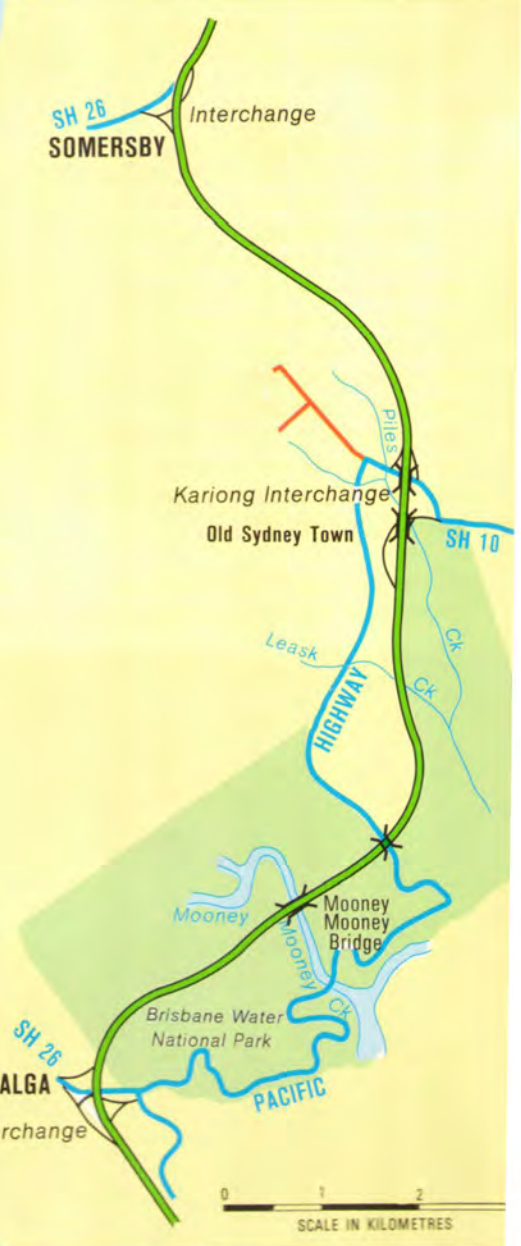 SH 26
Interchange
SOMERSBY
Piles
Kariong Interchange
Old Sydney Town
SH 10
Leask
Ck
Ck
HIGHWAY
Mooney
Mooney
Bridge
Mooney
Mooney
Ck
Brisbane Water
National Park
SH 26
ALGA
PACIFIC
rchange
0 1 2
SCALE IN KILOMETRES